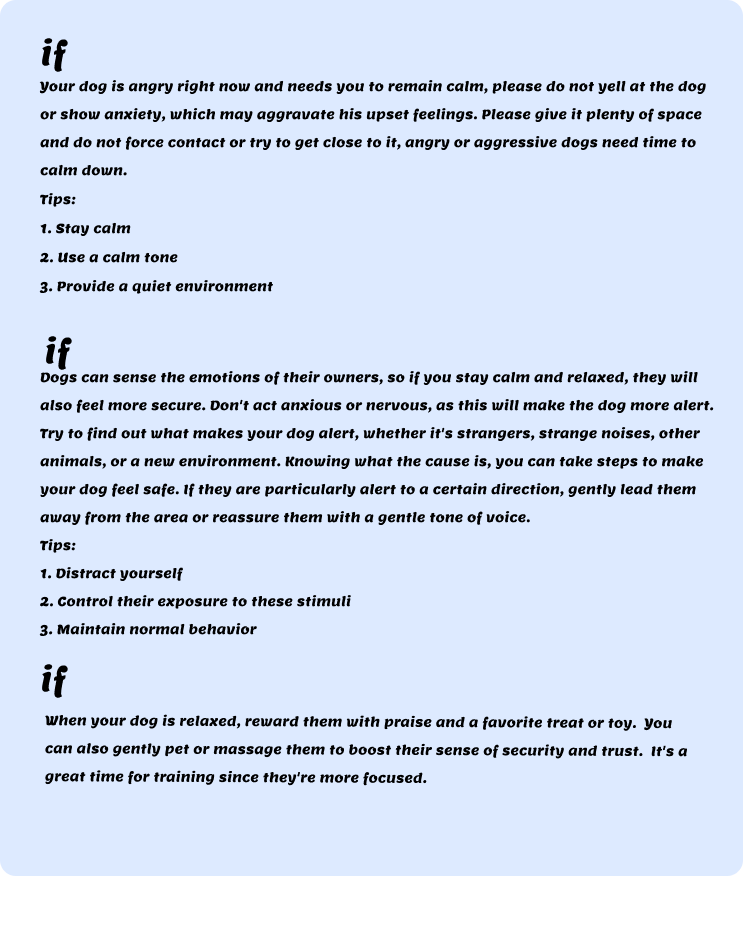 if
Your dog is angry right now and needs you to remain calm, please do not yell at the dog
or show anxiety, which may aggravate his upset feelings. Please give it plenty of space
and do not force contact or try to get close to it, angry or aggressive dogs need time to
calm down.
Tips:
1. Stay calm
2. Use a calm tone
3. Provide a quiet environment
if
Dogs can sense the emotions of their owners, so if you stay calm and relaxed, they will
also feel more secure. Don't act anxious or nervous, as this will make the dog more alert.
Try to find out what makes your dog alert, whether it's strangers, strange noises, other
animals, or a new environment. Knowing what the cause is, you can take steps to make
your dog feel safe. If they are particularly alert to a certain direction, gently lead them
away from the area or reassure them with a gentle tone of voice.
Tips:
1. Distract yourself
2. Control their exposure to these stimuli
3. Maintain normal behavior
if
When your dog is relaxed, reward them with praise and a favorite treat or toy. You
can also gently pet or massage them to boost their sense of security and trust. It's a
great time for training since they're more focused.